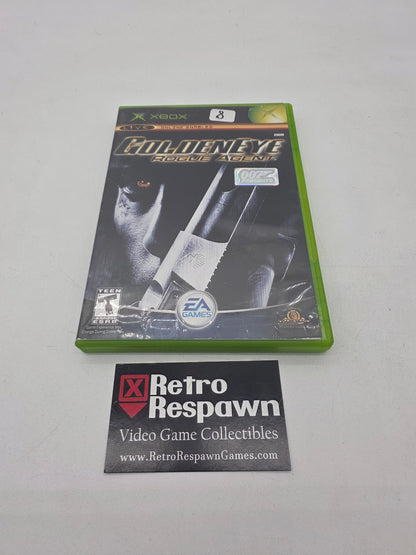 XBOX
8
LIVE ONLINE ENABLED
GOLDENEYE
ROGUE AGENT
007
TEEN
T
ESRB
EA
GAMES
Retro
Respawn
Video Game Collectibles
www.RetroRespawnGames.com